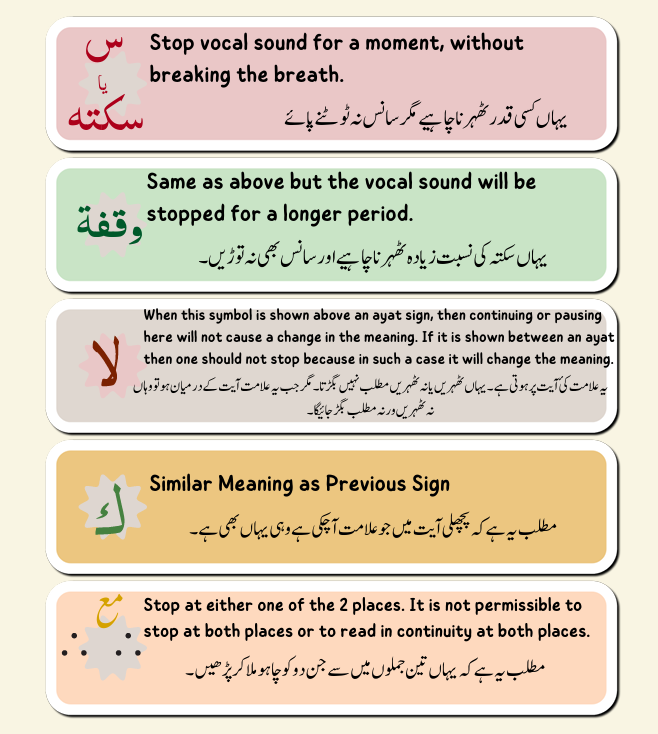 س
یا
سکتہ
Stop vocal sound for a moment, without
breaking the breath.
یہاں کسی قدر ٹھہرنا چاہیے مگر سانس نہ ٹوٹنے پائے
وقفة
Same as above but the vocal sound will be
stopped for a longer period.
یہاں سکتہ کی نسبت زیادہ ٹھہرنا چاہیے اور سانس بھی نہ توڑیں۔
لا
When this symbol is shown above an ayat sign, then continuing or pausing
here will not cause a change in the meaning. If it is shown between an ayat
then one should not stop because in such a case it will change the meaning.
یہ علامت کی آیت پر ہوتی ہے۔ یہاں ٹھہریں یا نہ ٹھہریں مطلب نہیں بگڑتا۔ مگر جب یہ علامت آیت کے درمیان ہو تو وہاں
نہ ٹھہریں ورنہ مطلب بگڑ جائیگا۔
ك
Similar Meaning as Previous Sign
مطلب یہ ہے کہ پچھلی آیت میں جو علامت آچکی ہے وہی یہاں بھی ہے۔
مع
Stop at either one of the 2 places. It is not permissible to
stop at both places or to read in continuity at both places.
مطلب یہ ہے کہ یہاں تین جملوں میں سے جن دو کو چاہو ملا کر پڑھیں۔